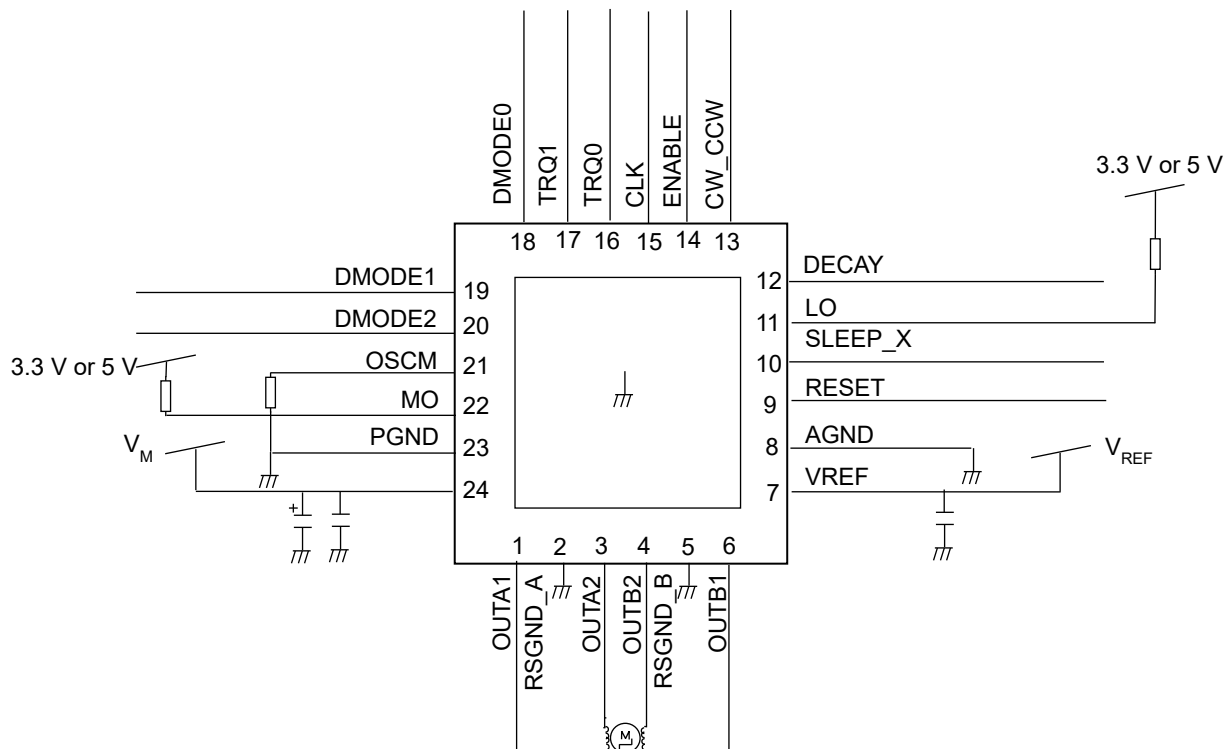 DMODE0
TRQ1
TRQ0
CLK
ENABLE
CW_CCW
3.3 V or 5 V
18
17
16
15
14
13
DMODE1
19
DMODE2
20
3.3 V or 5 V
OSCM
21
MO
22
VM
PGND
23
24
12
DECAY
11
LO
10
SLEEP_X
9
RESET
8
AGND
7
VREF
VREF
+
1
2
3
4
5
6
OUTA1
RSGND_A
OUTA2
OUTB2
RSGND_B
OUTB1
M